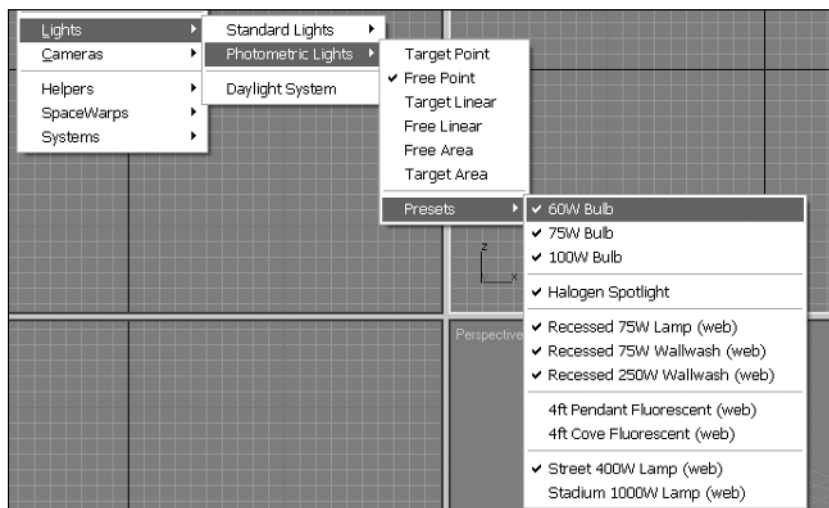 Lights
Cameras
Helpers
SpaceWarps
Systems
Standard Lights
Photometric Lights
Daylight System
Target Point
✔ Free Point
Target Linear
Free Linear
Free Area
Target Area
Presets
✔ 60W Bulb
✔ 75W Bulb
✔ 100W Bulb
✔ Halogen Spotlight
✔ Recessed 75W Lamp (web)
✔ Recessed 75W Wallwash (web)
✔ Recessed 250W Wallwash (web)
4ft Pendant Fluorescent (web)
4ft Cove Fluorescent (web)
✔ Street 400W Lamp (web)
Stadium 1000W Lamp (web)
z
x
Perspective